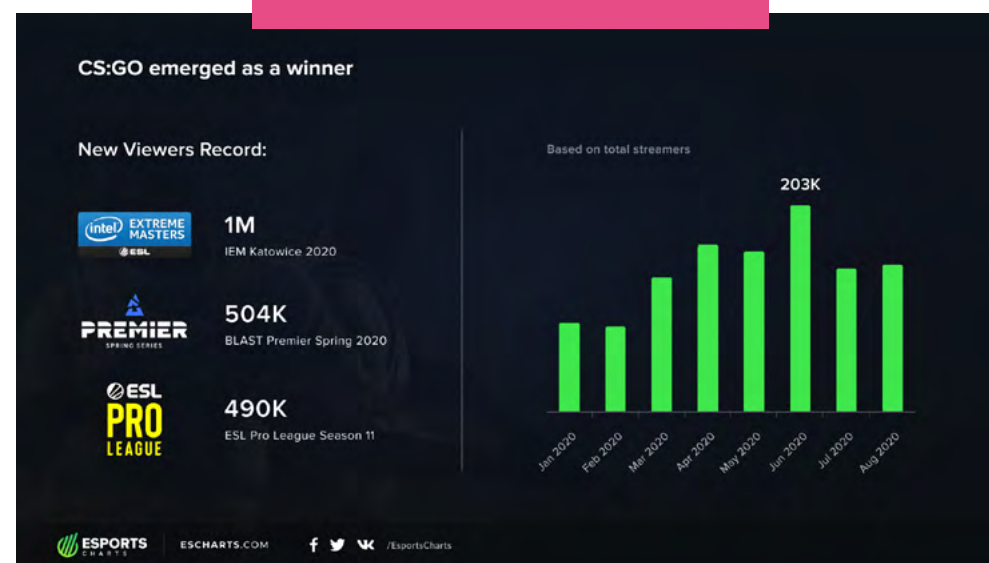 CS:GO emerged as a winner
New Viewers Record:
intel EXTREME
MASTERS
ESL
1M
IEM Katowice 2020
PREMIER
SPRING SERIES
504K
BLAST Premier Spring 2020
ESL
PRO
LEAGUE
490K
ESL Pro League Season 11
Based on total streamers
203K
Jan 2020
Feb 2020
Mar 2020
Apr 2020
May 2020
Jun 2020
Jul 2020
Aug 2020
ESPORTS
CHARTS
ESCHARTS.COM
/EsportsCharts